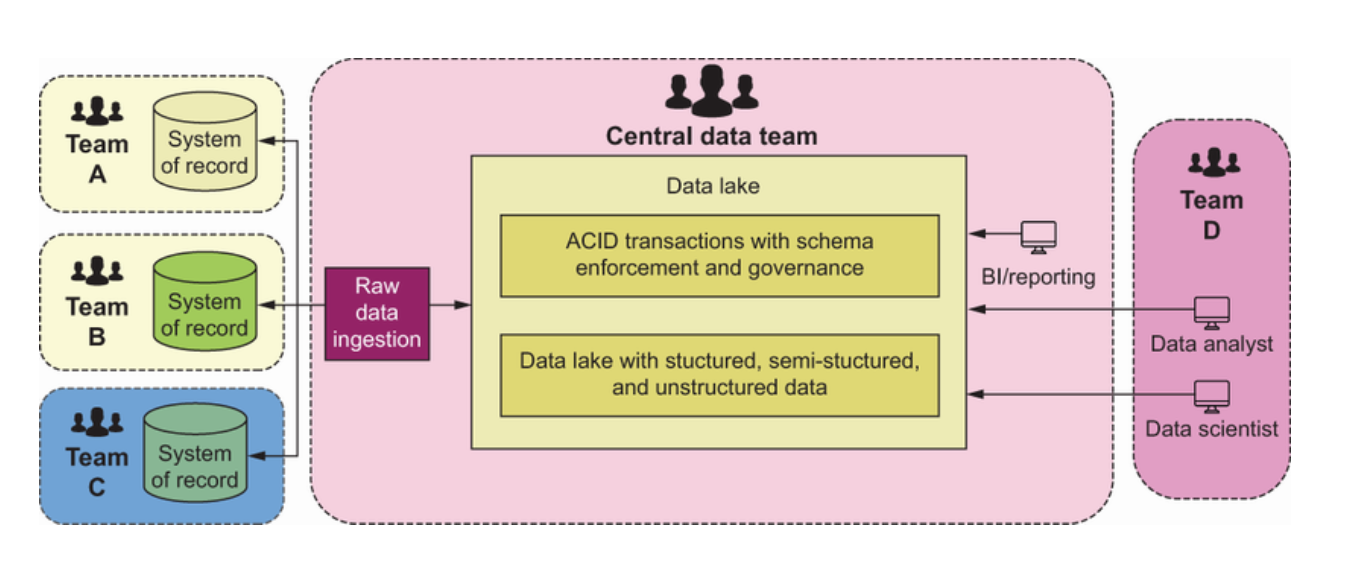 Team
A
System
of record
Team
B
System
of record
Team
C
System
of record
Raw
data
ingestion
Central data team
Data lake
ACID transactions with schema
enforcement and governance
Data lake with stuctured, semi-stuctured,
and unstructured data
BI/reporting
Team
D
Data analyst
Data scientist